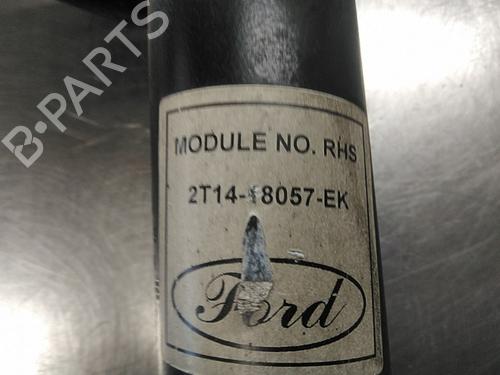 B-PARTS
MODULE NO. RHS
2T14-18057-EK
Ford